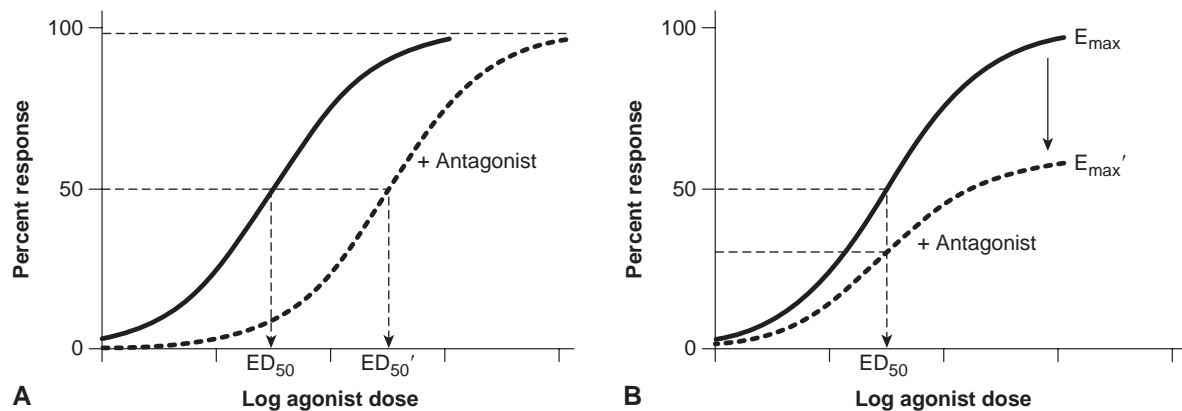 100
50
0
Percent response
+ Antagonist
ED50
ED50′
Log agonist dose
A
100
50
0
Percent response
Emax
Emax′
+ Antagonist
ED50
Log agonist dose
B